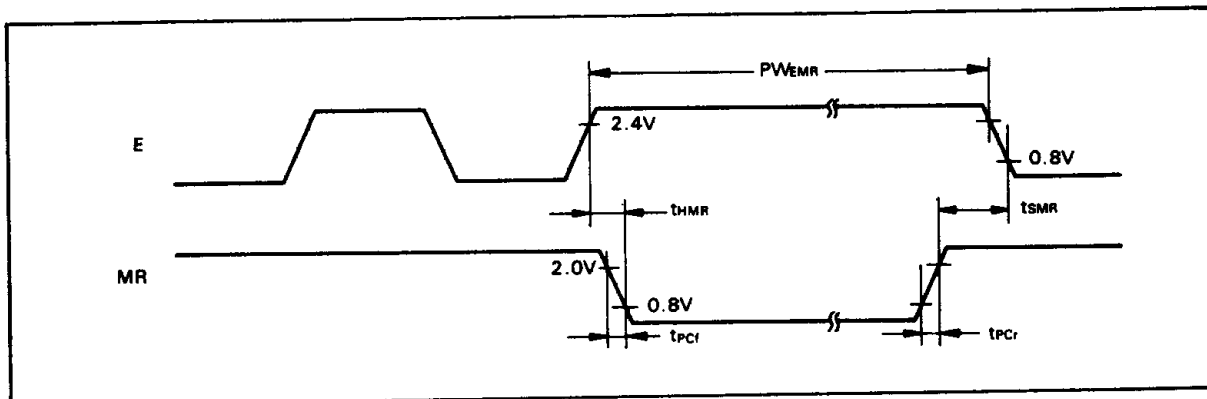 PWEMR
E
2.4V
0.8V
tHMR
tSMR
MR
2.0V
0.8V
tPCf
tPCr